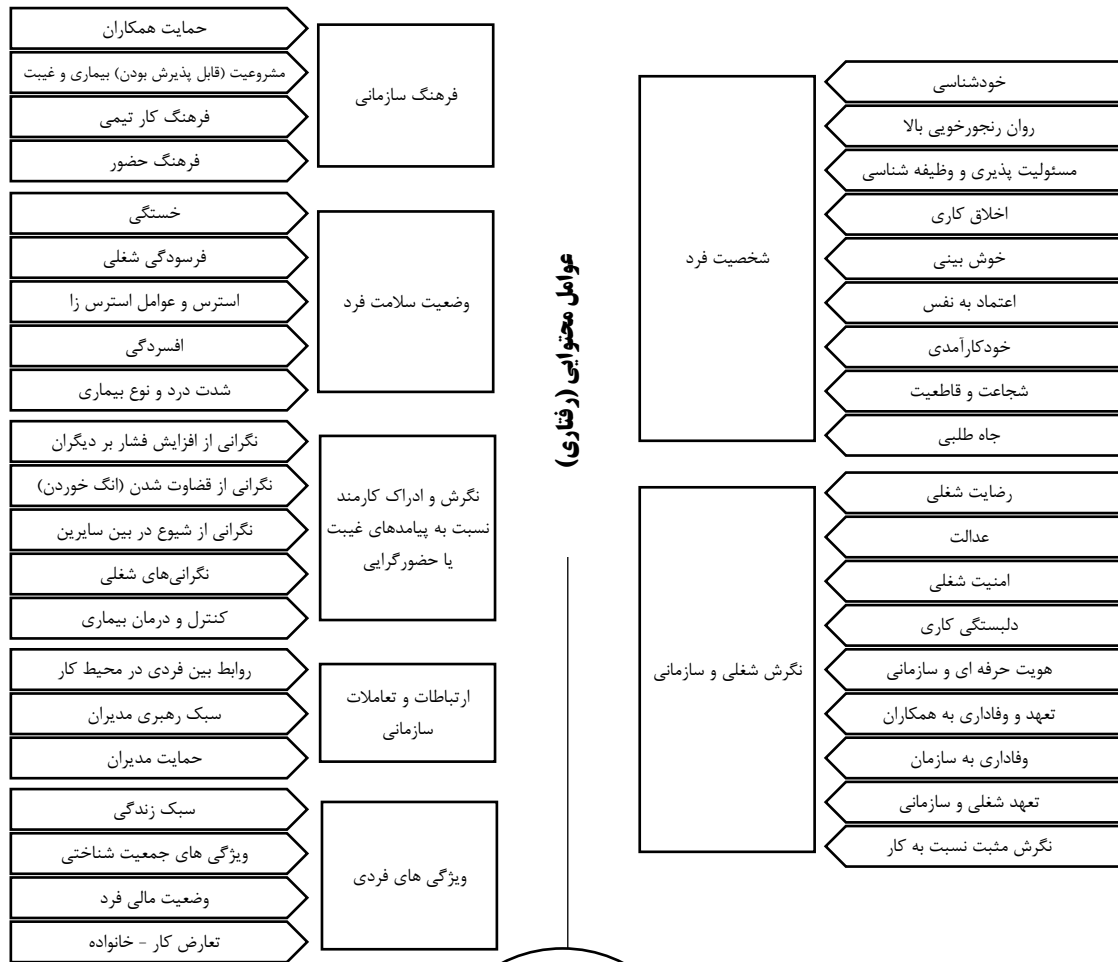 عوامل محتوایی (رفتاری)
شخصیت فرد
خودشناسی
روان رنجورخویی بالا
مسئولیت پذیری و وظیفه شناسی
اخلاق کاری
خوش بینی
اعتماد به نفس
خودکارآمدی
شجاعت و قاطعیت
جاه طلبی
نگرش شغلی و سازمانی
رضایت شغلی
عدالت
امنیت شغلی
دلبستگی کاری
هویت حرفه ای و سازمانی
تعهد و وفاداری به همکاران
وفاداری به سازمان
تعهد شغلی و سازمانی
نگرش مثبت نسبت به کار
فرهنگ سازمانی
حمایت همکاران
مشروعیت (قابل پذیرش بودن) بیماری و غیبت
فرهنگ کار تیمی
فرهنگ حضور
وضعیت سلامت فرد
خستگی
فرسودگی شغلی
استرس و عوامل استرس زا
افسردگی
شدت درد و نوع بیماری
نگرش و ادراک کارمند
نسبت به پیامدهای غیبت
یا حضورگرایی
نگرانی از افزایش فشار بر دیگران
نگرانی از قضاوت شدن (انگ خوردن)
نگرانی از شیوع در بین سایرین
نگرانی‌های شغلی
کنترل و درمان بیماری
ارتباطات و تعاملات
سازمانی
روابط بین فردی در محیط کار
سبک رهبری مدیران
حمایت مدیران
ویژگی های فردی
سبک زندگی
ویژگی های جمعیت شناختی
وضعیت مالی فرد
تعارض کار - خانواده